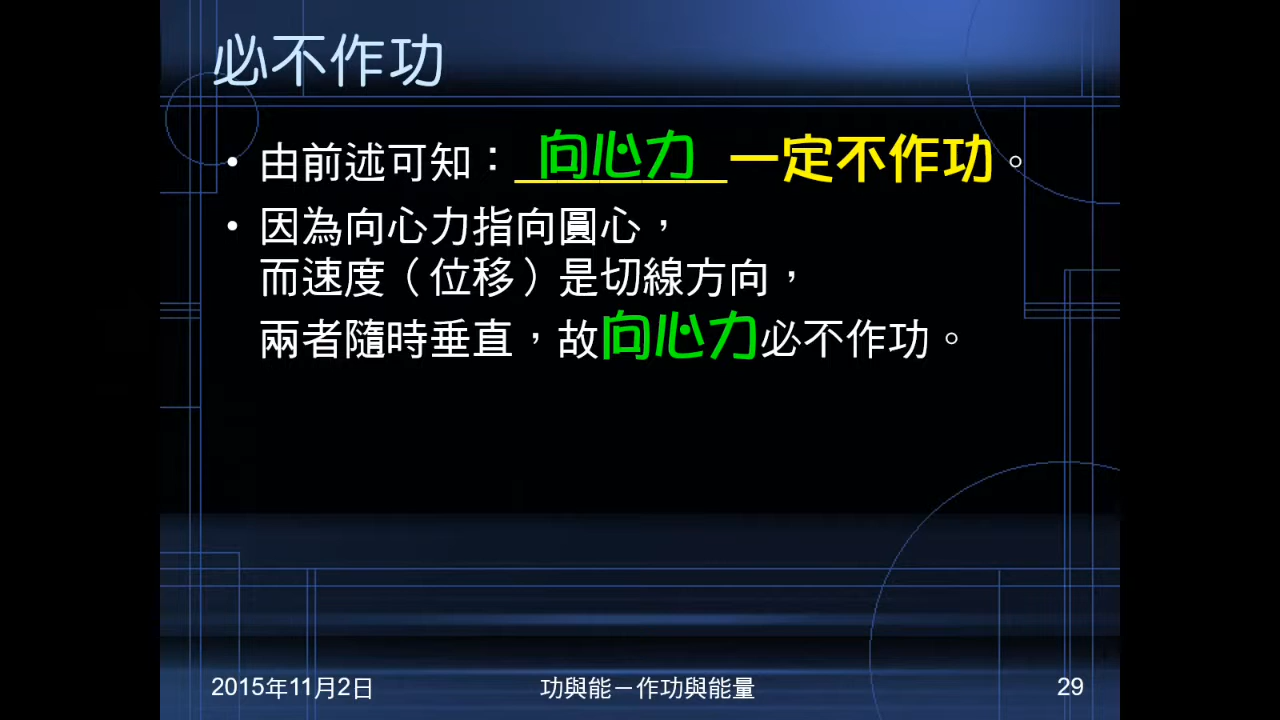 必不作功
• 由前述可知：向心力一定不作功。
• 因為向心力指向圓心，
而速度（位移）是切線方向，
兩者隨時垂直，故向心力必不作功。
2015年11月2日 功與能－作功與能量 29